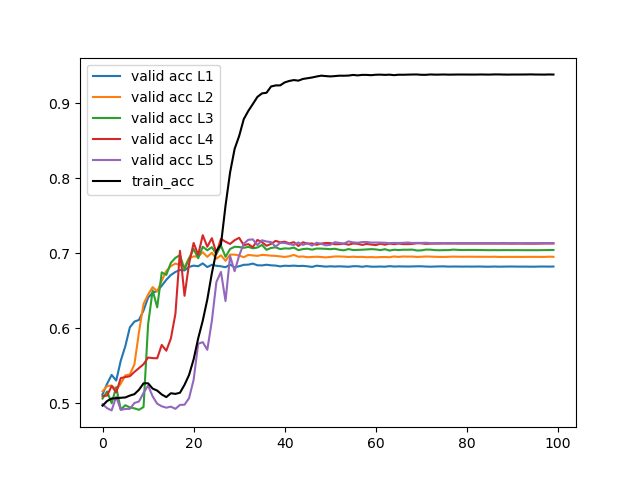 valid acc L1
valid acc L2
valid acc L3
valid acc L4
valid acc L5
train_acc
0.9
0.8
0.7
0.6
0.5
0 20 40 60 80 100